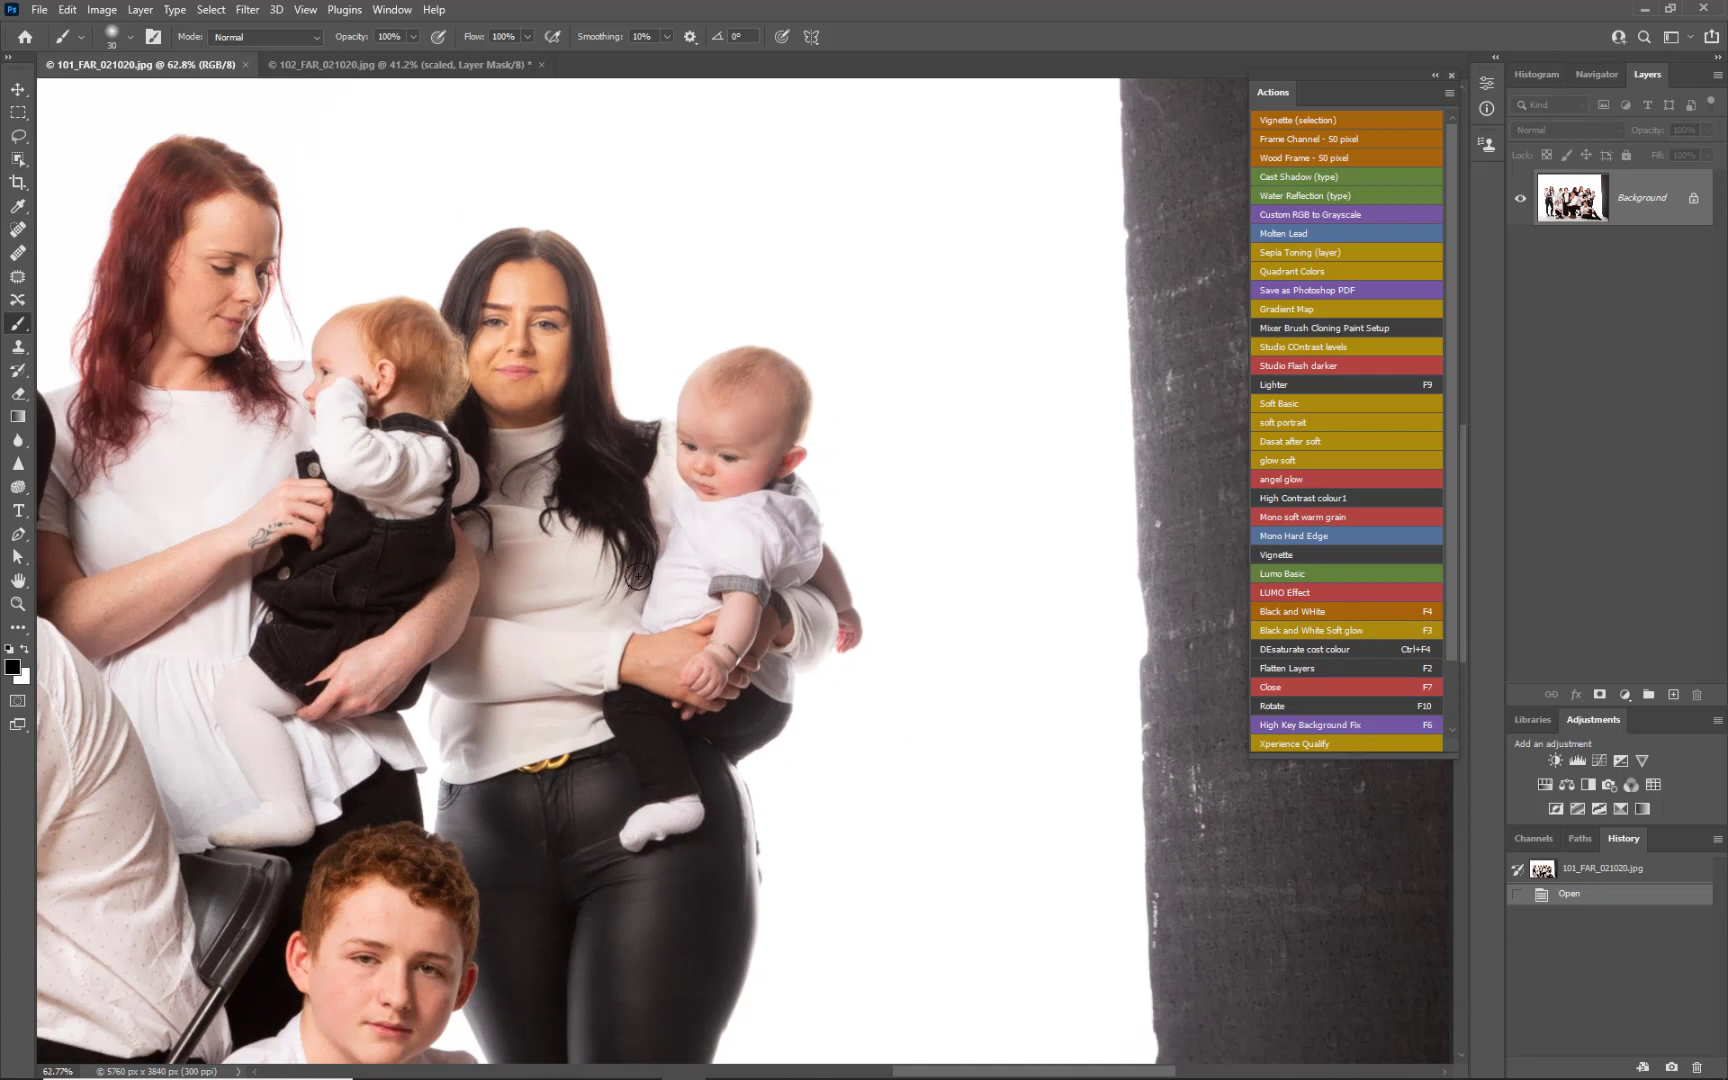 Ps File Edit Image Layer Type Select Filter 3D View Plugins Window Help
30 Mode: Normal Opacity: 100% Flow: 100% Smoothing: 10% 0°
© 101_FAR_021020.jpg @ 62.8% (RGB/8) × © 102_FAR_021020.jpg @ 41.2% (scaled, Layer Mask/8) * ×
Actions
Vignette (selection)
Frame Channel - 50 pixel
Wood Frame - 50 pixel
Cast Shadow (type)
Water Reflection (type)
Custom RGB to Grayscale
Molten Lead
Sepia Toning (layer)
Quadrant Colors
Save as Photoshop PDF
Gradient Map
Mixer Brush Cloning Paint Setup
Studio COntrast levels
Studio Flash darker
Lighter F9
Soft Basic
soft portrait
Dasat after soft
glow soft
angel glow
High Contrast colour1
Mono soft warm grain
Mono Hard Edge
Vignette
Lumo Basic
LUMO Effect
Black and WHite F4
Black and White Soft glow F3
DEsaturate cost colour Ctrl+F4
Flatten Layers F2
Close F7
Rotate F10
High Key Background Fix F6
Xperience Qualify
Histogram Navigator Layers
Kind
Normal Opacity: 100%
Lock: Fill: 100%
Background
Libraries Adjustments
Add an adjustment
Channels Paths History
101_FAR_021020.jpg
Open
62.77% © 5760 px x 3840 px (300 ppi)